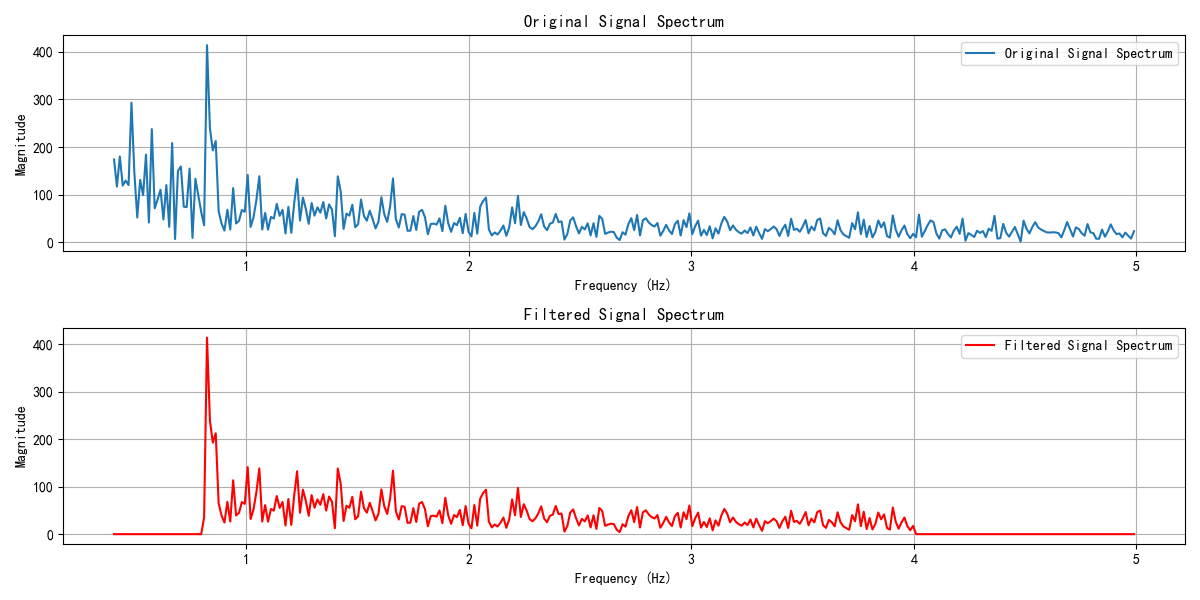 Original Signal Spectrum
400
300
200
100
0
Magnitude
Original Signal Spectrum
1
2
3
4
5
Frequency (Hz)
Filtered Signal Spectrum
400
300
200
100
0
Magnitude
Filtered Signal Spectrum
1
2
3
4
5
Frequency (Hz)